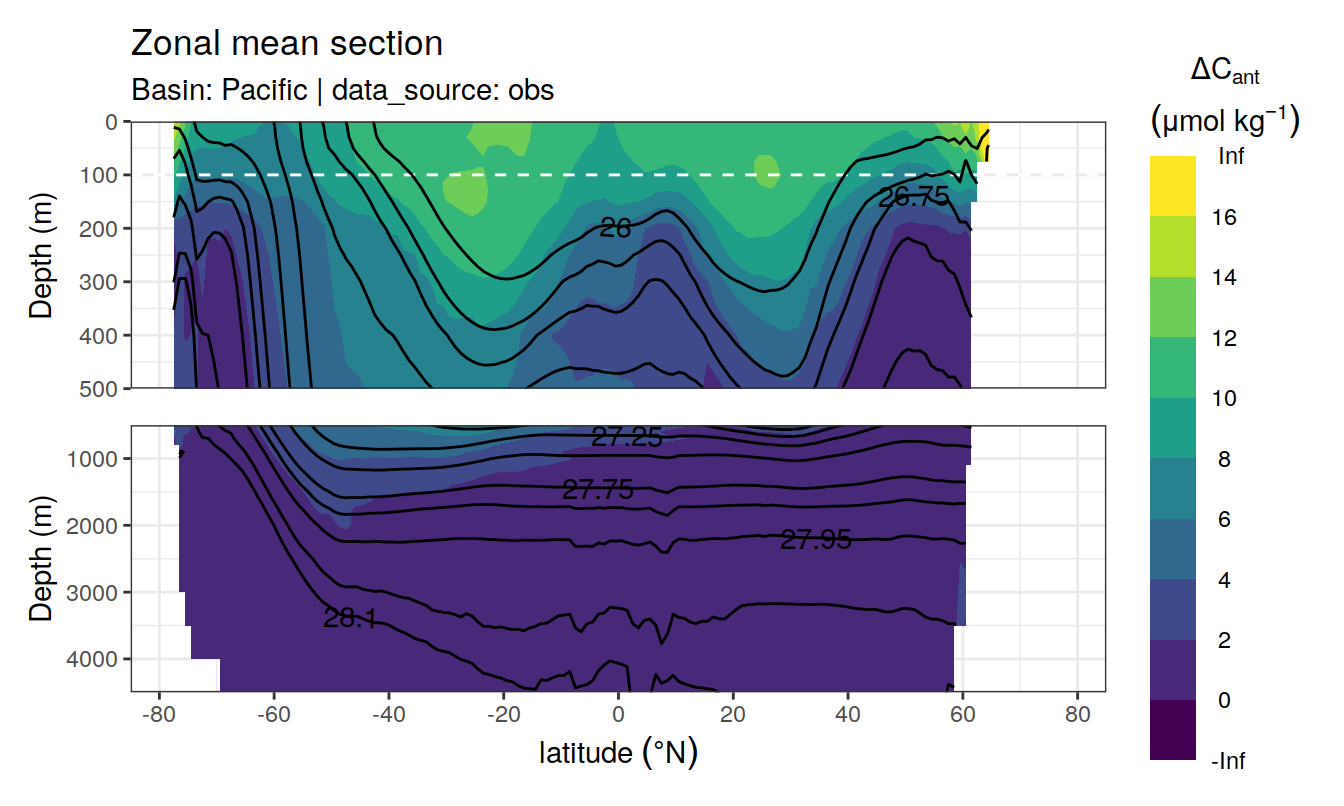 Zonal mean section
Basin: Pacific | data_source: obs
ΔCant
(μmol kg⁻¹)
Inf
16
14
12
10
8
6
4
2
0
-Inf
Depth (m)
0
100
200
300
400
500
26
26.75
Depth (m)
1000
2000
3000
4000
27.25
27.75
27.95
28.1
-80 -60 -40 -20 0 20 40 60 80
latitude (°N)